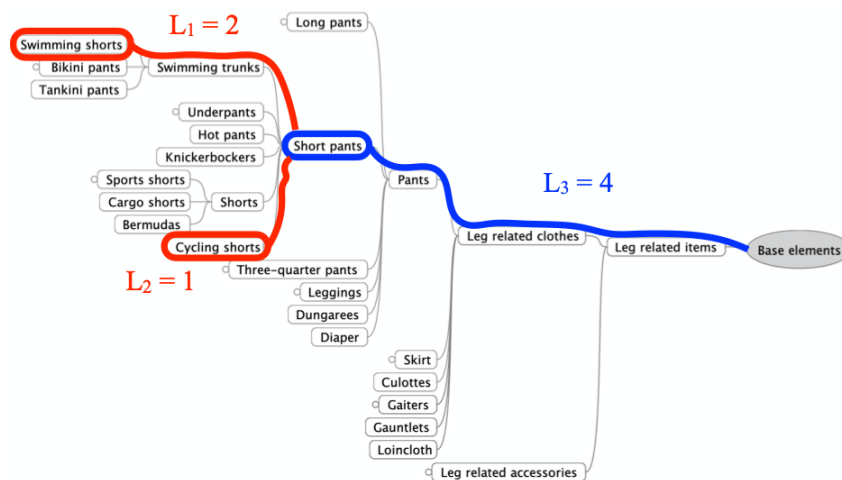 L1 = 2
Long pants
Swimming shorts
Bikini pants
Swimming trunks
Tankini pants
Underpants
Hot pants
Short pants
Knickerbockers
Sports shorts
Pants
L3 = 4
Cargo shorts
Shorts
Bermudas
Cycling shorts
Leg related clothes
Leg related items
Base elements
L2 = 1
Three-quarter pants
Leggings
Dungarees
Diaper
Skirt
Culottes
Gaiters
Gauntlets
Loincloth
Leg related accessories